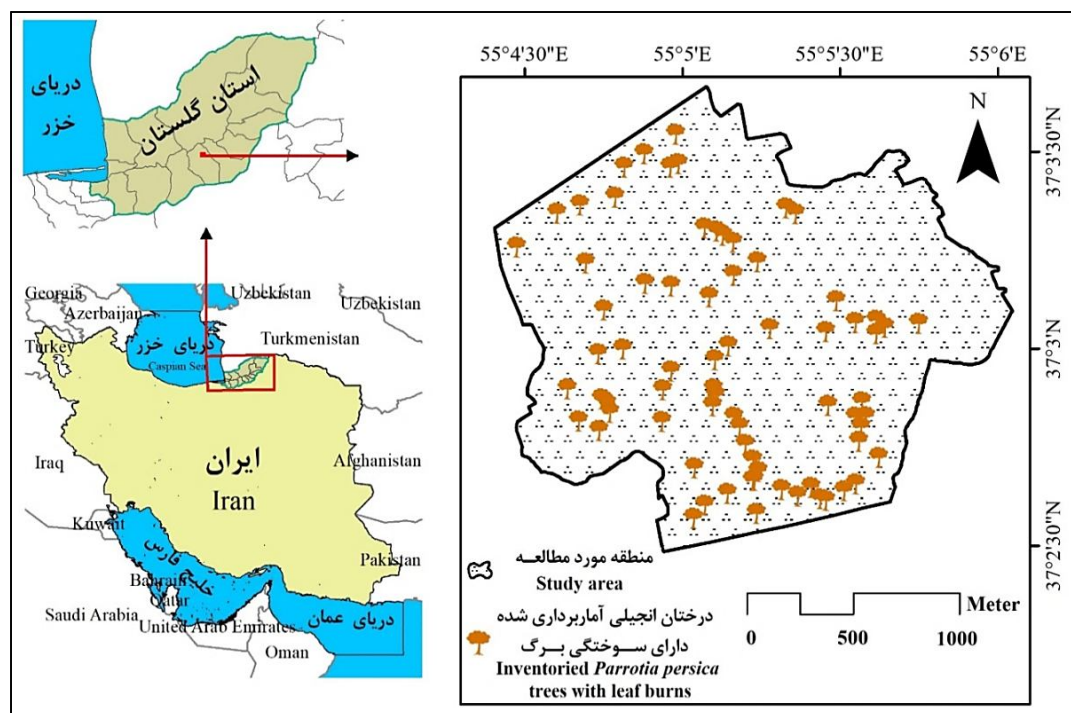 دریای
خزر
استان گلستان
Georgia
Azerbaijan
Uzbekistan
Uzbekistan
Turkey
دریای خزر
Caspian Sea
Turkmenistan
Iraq
ایران
Iran
Afghanistan
Kuwait
خلیج فارس
Pakistan
Bahrain
Qatar
Saudi Arabia
United Arab Emirates
دریای عمان
Oman
55°4'30"E
55°5'E
55°5'30"E
55°6'E
N
37°3'30"N
37°3'N
37°2'30"N
منطقه مورد مطالعه
Study area
درختان انجیلی آماربرداری شده
دارای سوختگی برگ
Inventoried Parrotia persica
trees with leaf burns
Meter
0 500 1000